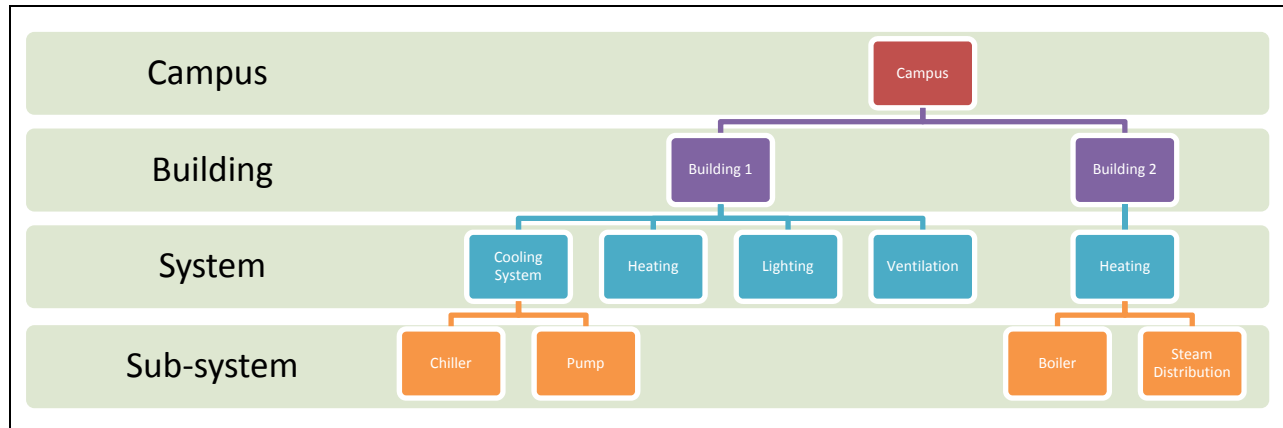 Campus
Campus
Building
Building 1
Building 2
System
Cooling
System
Heating
Lighting
Ventilation
Heating
Sub-system
Chiller
Pump
Boiler
Steam
Distribution